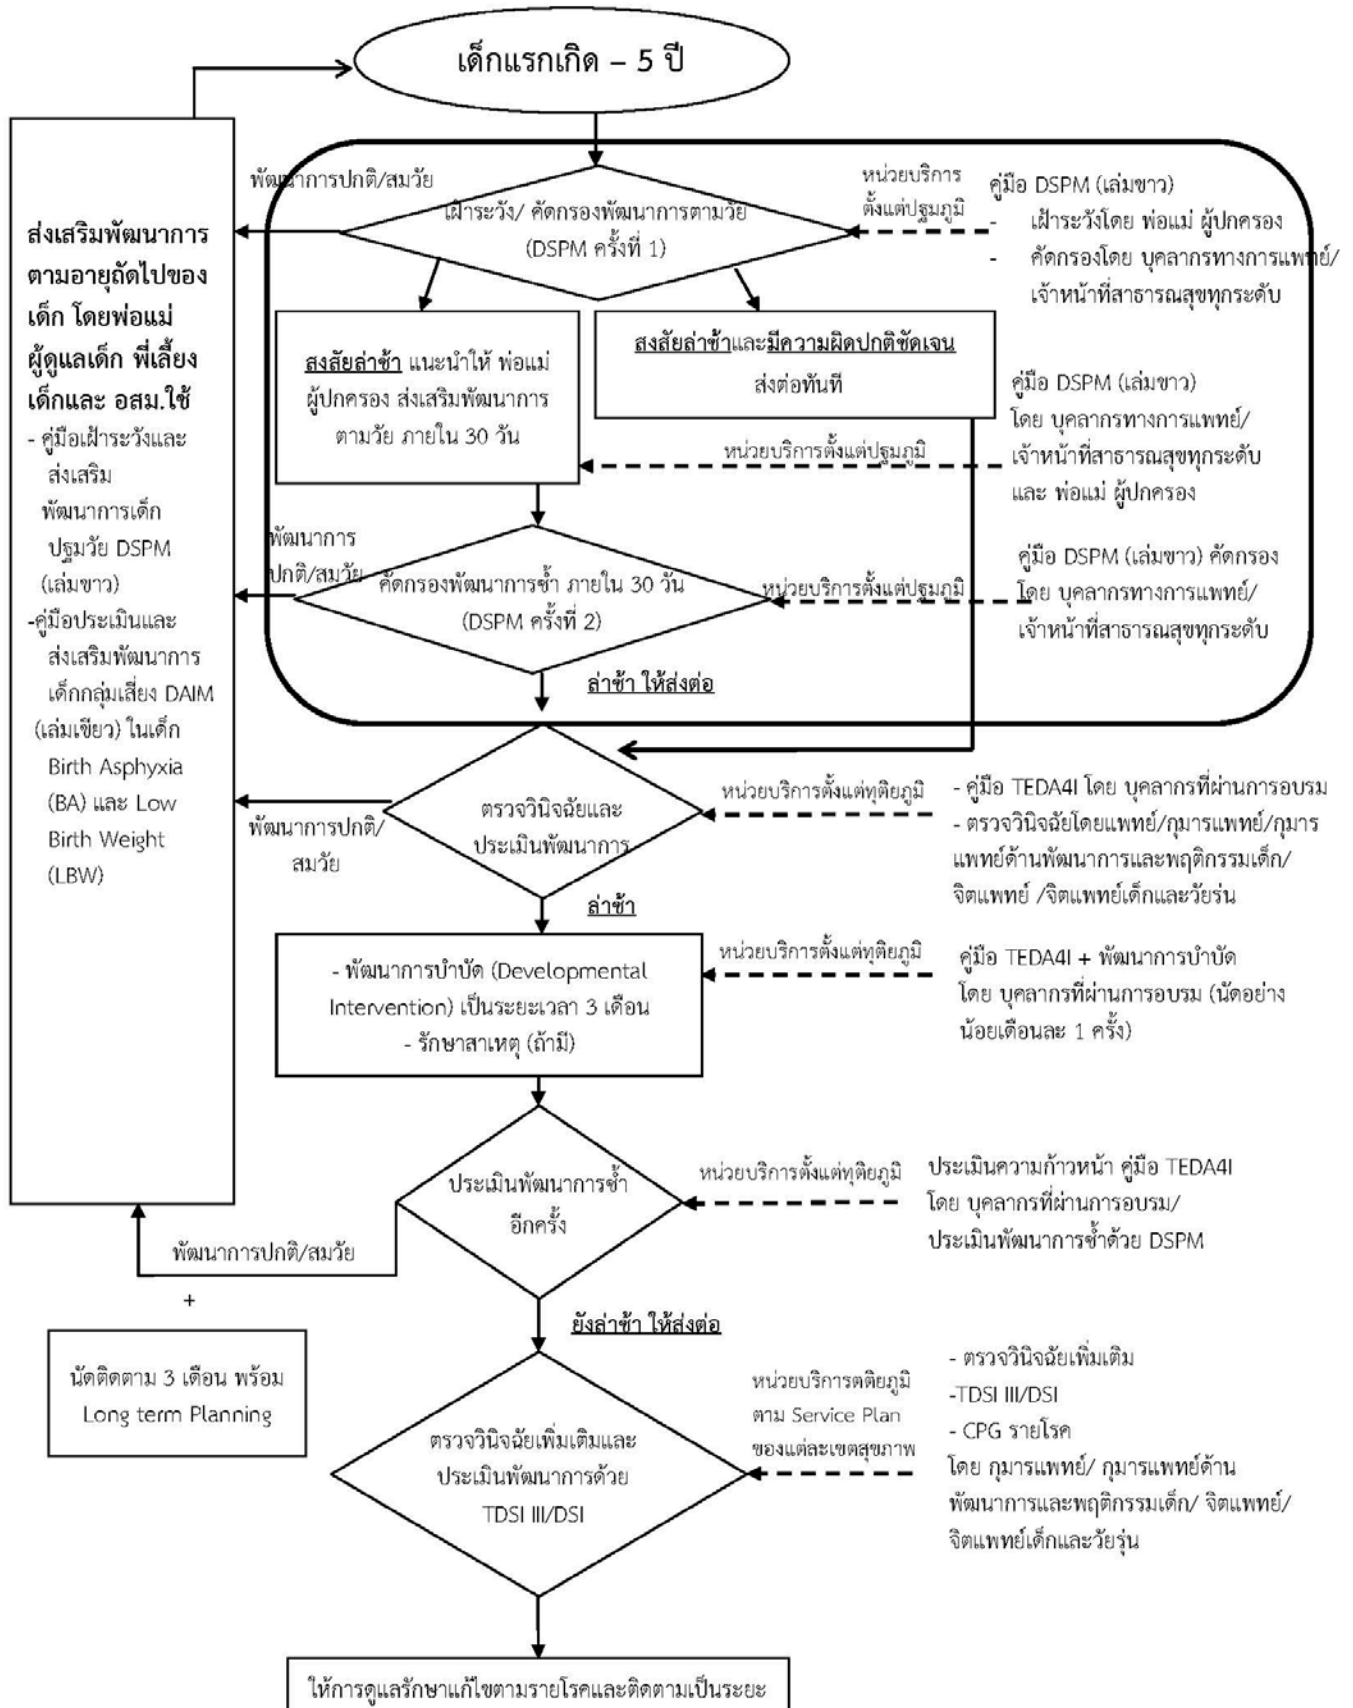 เด็กแรกเกิด – 5 ปี
พัฒนาการปกติ/สมวัย
เฝ้าระวัง/ คัดกรองพัฒนาการตามวัย
(DSPM ครั้งที่ 1)
หน่วยบริการ
ตั้งแต่ปฐมภูมิ
คู่มือ DSPM (เล่มขาว)
- เฝ้าระวังโดย พ่อแม่ ผู้ปกครอง
- คัดกรองโดย บุคลากรทางการแพทย์/
เจ้าหน้าที่สาธารณสุขทุกระดับ
ส่งเสริมพัฒนาการ
ตามอายุถัดไปของ
เด็ก โดยพ่อแม่
ผู้ดูแลเด็ก พี่เลี้ยง
เด็กและ อสม.ใช้
- คู่มือเฝ้าระวังและ
ส่งเสริม
พัฒนาการเด็ก
ปฐมวัย DSPM
(เล่มขาว)
-คู่มือประเมินและ
ส่งเสริมพัฒนาการ
เด็กกลุ่มเสี่ยง DAIM
(เล่มเขียว) ในเด็ก
Birth Asphyxia
(BA) และ Low
Birth Weight
(LBW)
สงสัยล่าช้า แนะนำให้ พ่อแม่
ผู้ปกครอง ส่งเสริมพัฒนาการ
ตามวัย ภายใน 30 วัน
สงสัยล่าช้าและมีความผิดปกติชัดเจน
ส่งต่อทันที
หน่วยบริการตั้งแต่ปฐมภูมิ
คู่มือ DSPM (เล่มขาว)
โดย บุคลากรทางการแพทย์/
เจ้าหน้าที่สาธารณสุขทุกระดับ
และ พ่อแม่ ผู้ปกครอง
พัฒนาการ
ปกติ/สมวัย
คัดกรองพัฒนาการซ้ำ ภายใน 30 วัน
(DSPM ครั้งที่ 2)
หน่วยบริการตั้งแต่ปฐมภูมิ
คู่มือ DSPM (เล่มขาว) คัดกรอง
โดย บุคลากรทางการแพทย์/
เจ้าหน้าที่สาธารณสุขทุกระดับ
ล่าช้า ให้ส่งต่อ
พัฒนาการปกติ/
สมวัย
ตรวจวินิจฉัยและ
ประเมินพัฒนาการ
หน่วยบริการตั้งแต่ทุติยภูมิ
- คู่มือ TEDA4I โดย บุคลากรที่ผ่านการอบรม
- ตรวจวินิจฉัยโดยแพทย์/กุมารแพทย์/กุมาร
แพทย์ด้านพัฒนาการและพฤติกรรมเด็ก/
จิตแพทย์ /จิตแพทย์เด็กและวัยรุ่น
ล่าช้า
- พัฒนาการบำบัด (Developmental
Intervention) เป็นระยะเวลา 3 เดือน
- รักษาสาเหตุ (ถ้ามี)
หน่วยบริการตั้งแต่ทุติยภูมิ
คู่มือ TEDA4I + พัฒนาการบำบัด
โดย บุคลากรที่ผ่านการอบรม (นัดอย่าง
น้อยเดือนละ 1 ครั้ง)
ประเมินพัฒนาการซ้ำ
อีกครั้ง
หน่วยบริการตั้งแต่ทุติยภูมิ
ประเมินความก้าวหน้า คู่มือ TEDA4I
โดย บุคลากรที่ผ่านการอบรม/
ประเมินพัฒนาการซ้ำด้วย DSPM
พัฒนาการปกติ/สมวัย
+
นัดติดตาม 3 เดือน พร้อม
Long term Planning
ยังล่าช้า ให้ส่งต่อ
ตรวจวินิจฉัยเพิ่มเติมและ
ประเมินพัฒนาการด้วย
TDSI III/DSI
หน่วยบริการตติยภูมิ
ตาม Service Plan
ของแต่ละเขตสุขภาพ
- ตรวจวินิจฉัยเพิ่มเติม
-TDSI III/DSI
- CPG รายโรค
โดย กุมารแพทย์/ กุมารแพทย์ด้าน
พัฒนาการและพฤติกรรมเด็ก/ จิตแพทย์/
จิตแพทย์เด็กและวัยรุ่น
ให้การดูแลรักษาแก้ไขตามรายโรคและติดตามเป็นระยะ